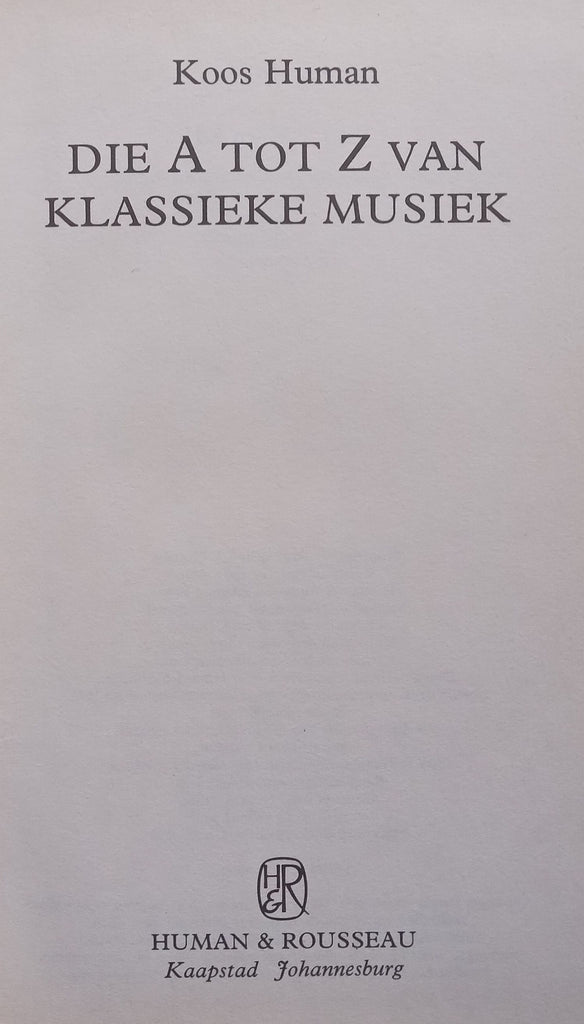 Koos Human
DIE A TOT Z VAN
KLASSIEKE MUSIEK
H&R
HUMAN & ROUSSEAU
Kaapstad Johannesburg